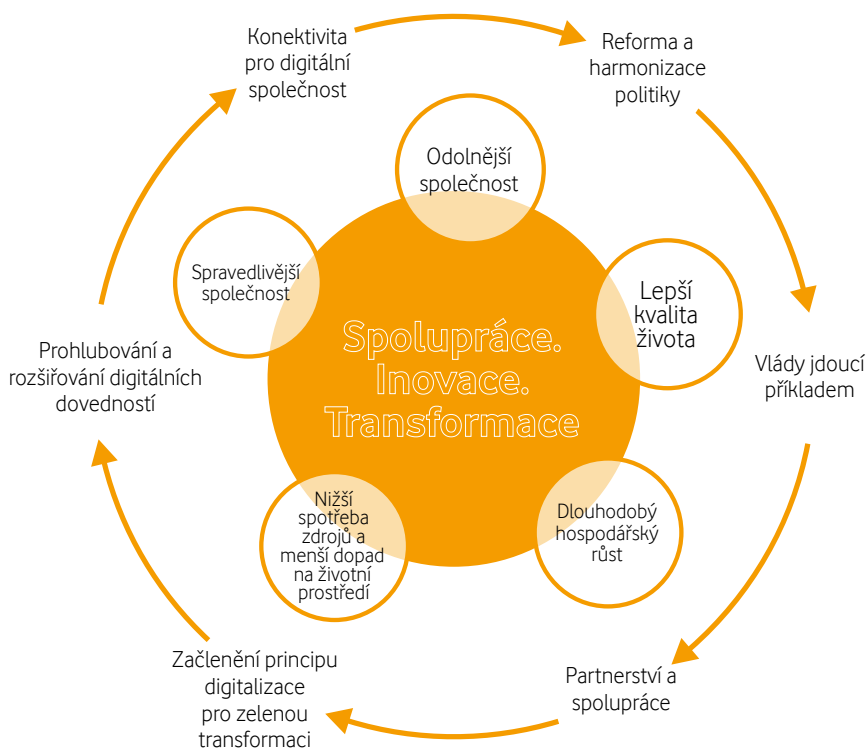 Konektivita
pro digitální
společnost
Reforma a
harmonizace
politiky
Odolnější
společnost
Spravedlivější
společnost
Lepší
kvalita
života
Spolupráce.
Inovace.
Transformace
Prohlubování a
rozšiřování digitálních
dovedností
Vlády jdoucí
příkladem
Nižší
spotřeba
zdrojů a
menší dopad
na životní
prostředí
Dlouhodobý
hospodářský
růst
Začlenění principu
digitalizace
pro zelenou
transformaci
Partnerství a
spolupráce